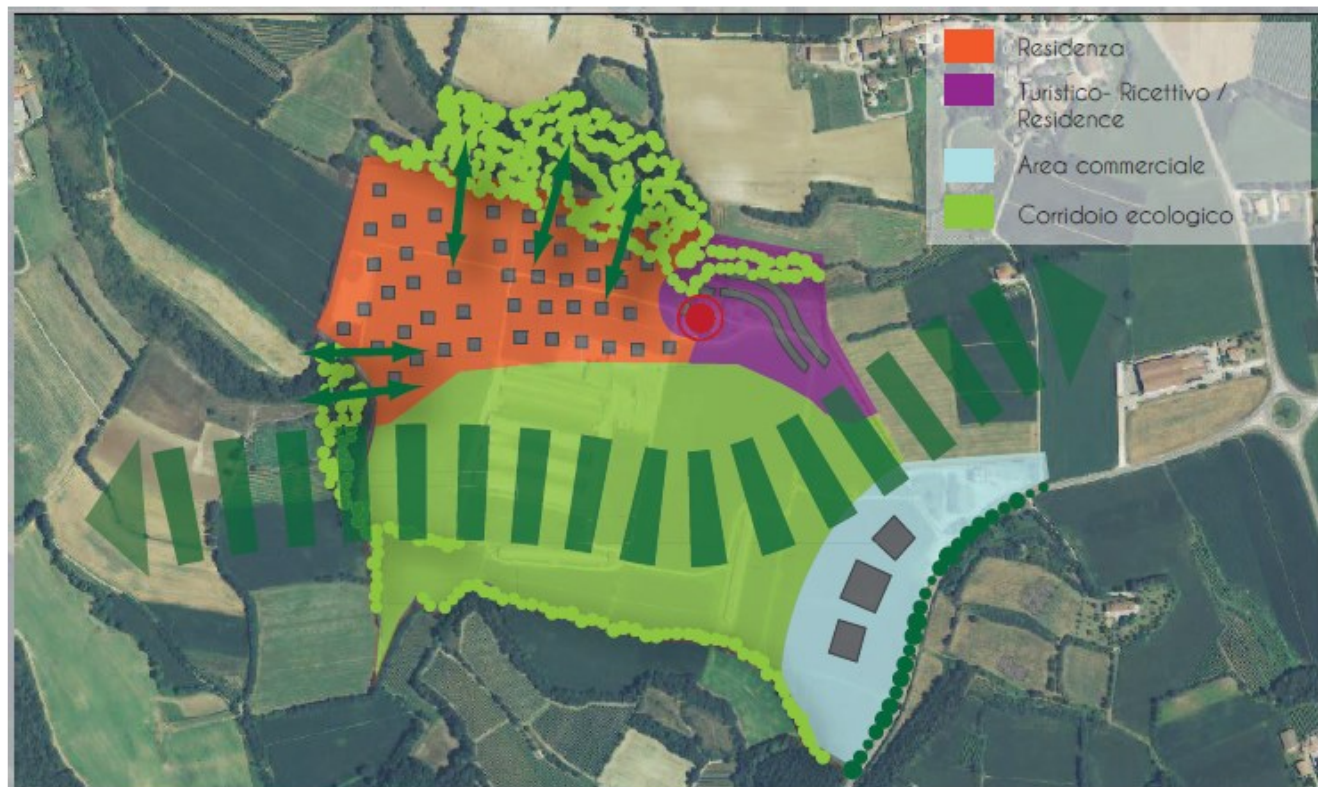 Residenza
Turistico- Ricettivo /
Residence
Area commerciale
Corridoio ecologico